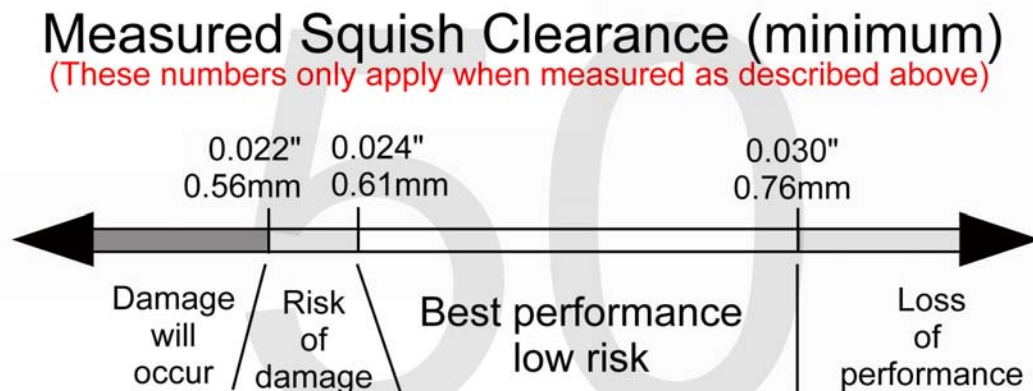 Measured Squish Clearance (minimum)
(These numbers only apply when measured as described above)
0.022" 0.024" 0.030"
0.56mm 0.61mm 0.76mm
Damage
will
occur
Risk
of
damage
Best performance
low risk
Loss
of
performance
50